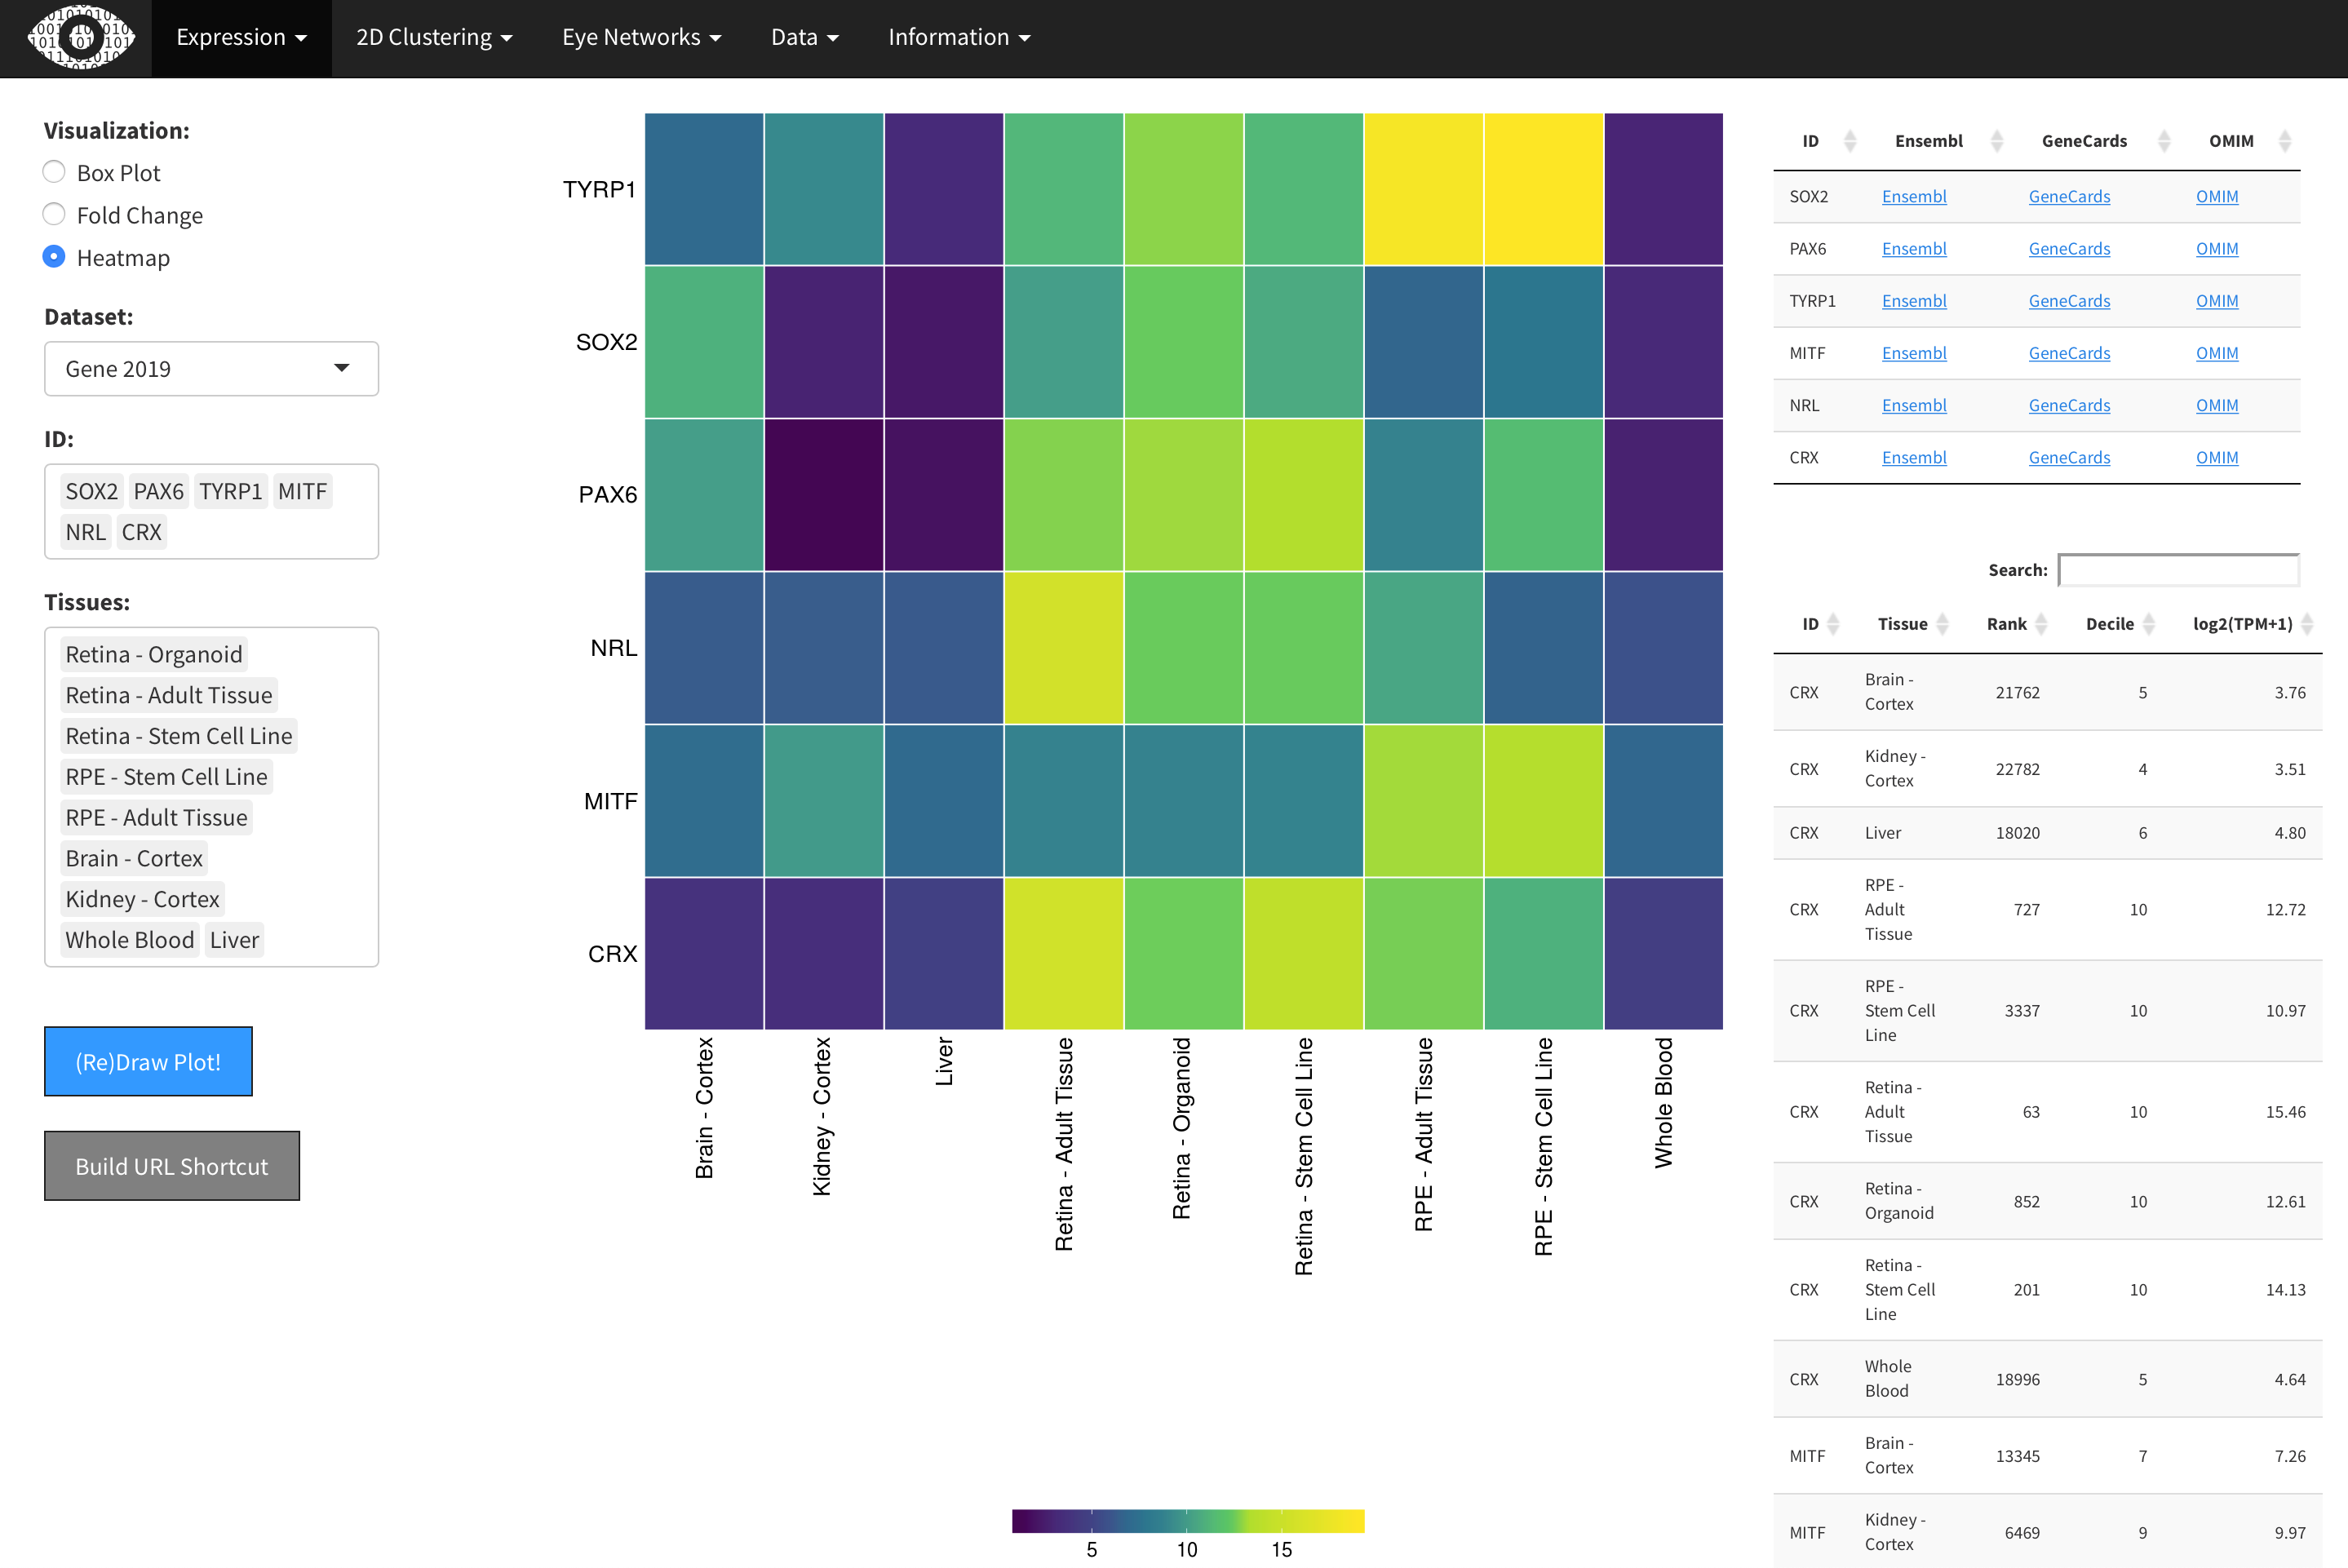 Expression
2D Clustering
Eye Networks
Data
Information
Visualization:
Box Plot
Fold Change
Heatmap
Dataset:
Gene 2019
ID:
SOX2 PAX6 TYRP1 MITF
NRL CRX
Tissues:
Retina - Organoid
Retina - Adult Tissue
Retina - Stem Cell Line
RPE - Stem Cell Line
RPE - Adult Tissue
Brain - Cortex
Kidney - Cortex
Whole Blood Liver
(Re)Draw Plot!
Build URL Shortcut
TYRP1
SOX2
PAX6
NRL
MITF
CRX
Brain - Cortex
Kidney - Cortex
Liver
Retina - Adult Tissue
Retina - Organoid
Retina - Stem Cell Line
RPE - Adult Tissue
RPE - Stem Cell Line
Whole Blood
5 10 15
ID Ensembl GeneCards OMIM
SOX2 Ensembl GeneCards OMIM
PAX6 Ensembl GeneCards OMIM
TYRP1 Ensembl GeneCards OMIM
MITF Ensembl GeneCards OMIM
NRL Ensembl GeneCards OMIM
CRX Ensembl GeneCards OMIM
Search:
ID Tissue Rank Decile log2(TPM+1)
CRX Brain - Cortex 21762 5 3.76
CRX Kidney - Cortex 22782 4 3.51
CRX Liver 18020 6 4.80
CRX RPE - Adult Tissue 727 10 12.72
CRX RPE - Stem Cell Line 3337 10 10.97
CRX Retina - Adult Tissue 63 10 15.46
CRX Retina - Organoid 852 10 12.61
CRX Retina - Stem Cell Line 201 10 14.13
CRX Whole Blood 18996 5 4.64
MITF Brain - Cortex 13345 7 7.26
MITF Kidney - Cortex 6469 9 9.97